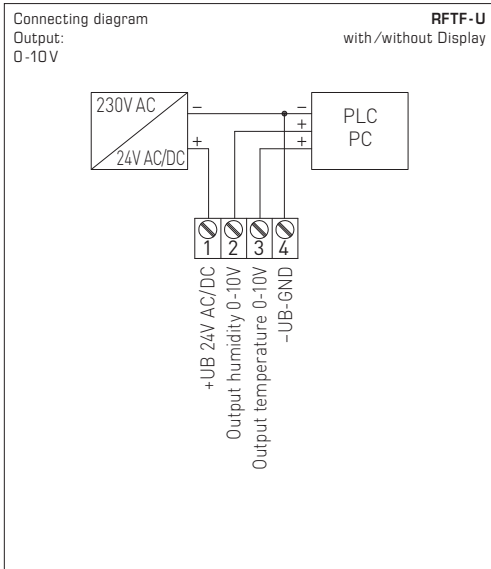 Connecting diagram
Output:
0-10V
RFTF-U
with/without Display
230V AC
24V AC/DC
−
+
−
+
+
PLC
PC
1
2
3
4
+UB 24V AC/DC
Output humidity 0-10V
Output temperature 0-10V
-UB-GND